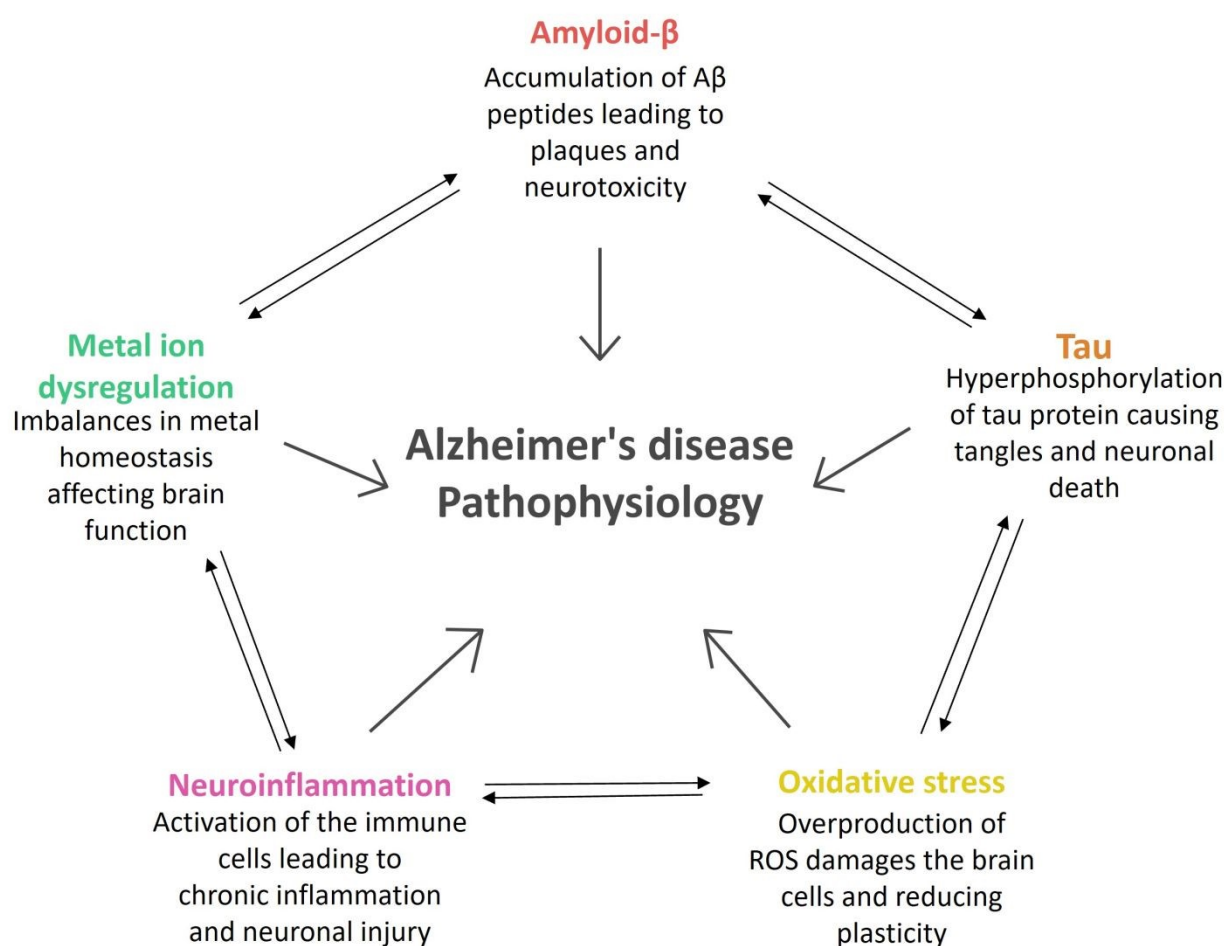 Amyloid-β
Accumulation of Aβ
peptides leading to
plaques and
neurotoxicity
Metal ion
dysregulation
Imbalances in metal
homeostasis
affecting brain
function
Alzheimer's disease
Pathophysiology
Tau
Hyperphosphorylation
of tau protein causing
tangles and neuronal
death
Neuroinflammation
Activation of the immune
cells leading to
chronic inflammation
and neuronal injury
Oxidative stress
Overproduction of
ROS damages the brain
cells and reducing
plasticity